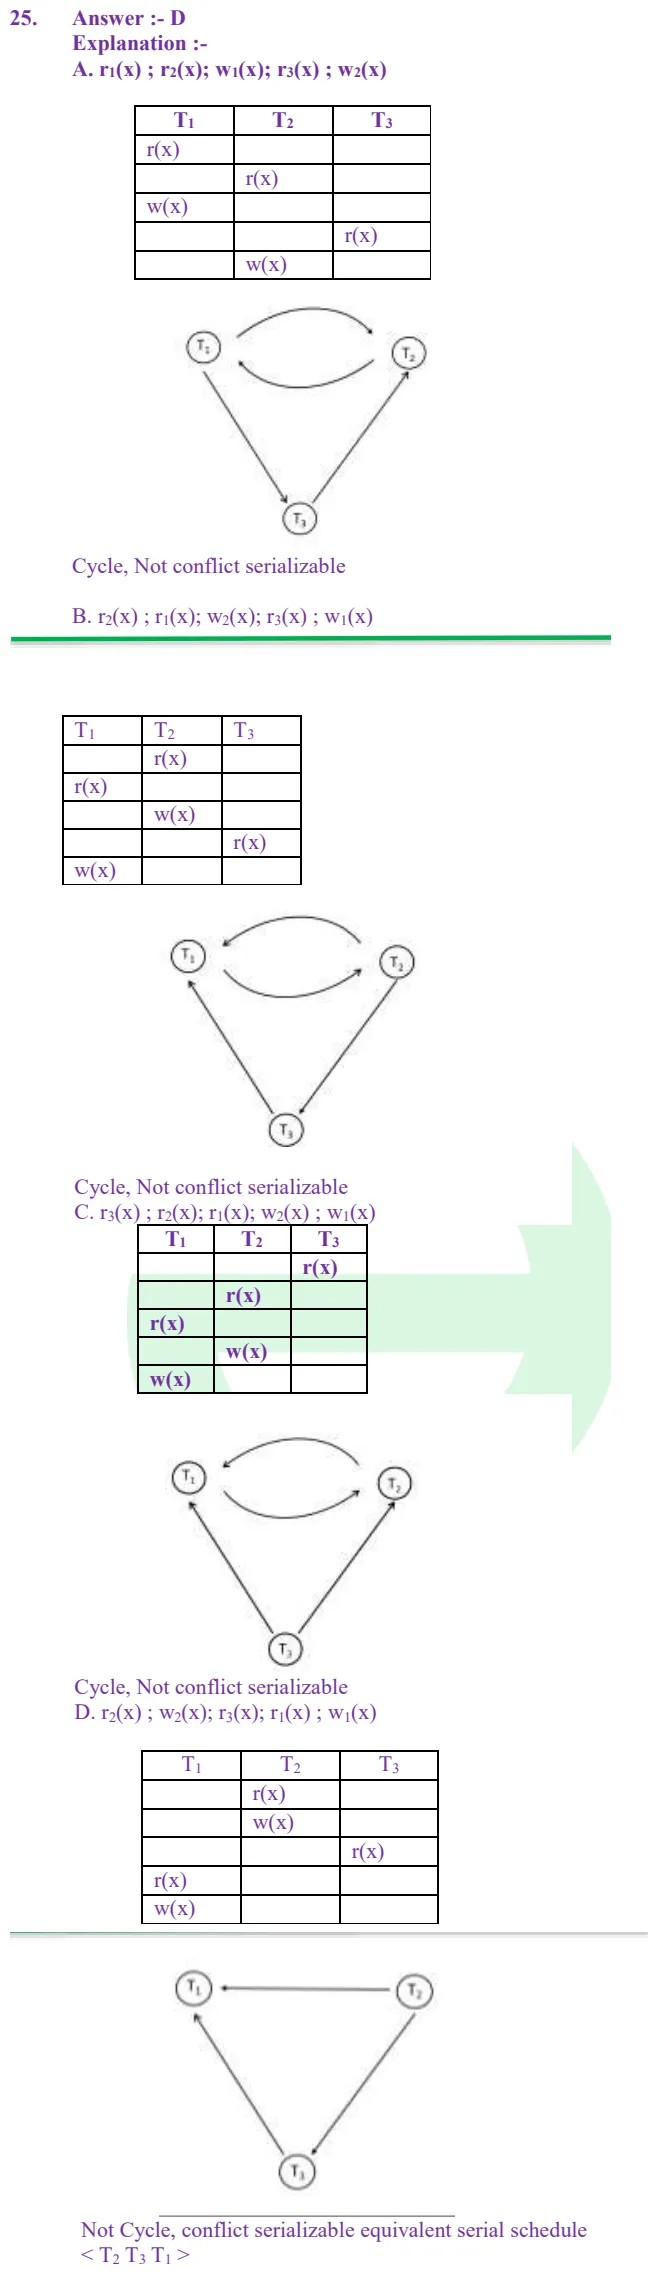 25. Answer :- D
Explanation :-
A. r₁(x) ; r₂(x); w₁(x); r₃(x) ; w₂(x)
T₁ T₂ T₃
r(x)
r(x)
w(x)
r(x)
w(x)
T₁ T₂
T₃
Cycle, Not conflict serializable
B. r₂(x) ; r₁(x); w₂(x); r₃(x) ; w₁(x)
T₁ T₂ T₃
r(x)
r(x)
w(x)
r(x)
w(x)
T₁ T₂
T₃
Cycle, Not conflict serializable
C. r₃(x) ; r₂(x); r₁(x); w₂(x) ; w₁(x)
T₁ T₂ T₃
r(x)
r(x)
r(x)
w(x)
w(x)
T₁ T₂
T₃
Cycle, Not conflict serializable
D. r₂(x) ; w₂(x); r₃(x); r₁(x) ; w₁(x)
T₁ T₂ T₃
r(x)
w(x)
r(x)
r(x)
w(x)
T₁ T₂
T₃
Not Cycle, conflict serializable equivalent serial schedule
< T₂ T₃ T₁ >